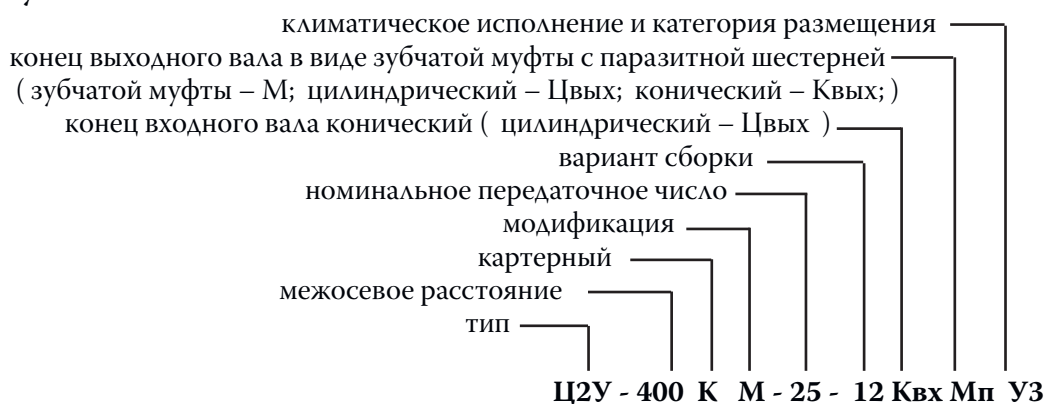 климатическое исполнение и категория размещения
конец выходного вала в виде зубчатой муфты с паразитной шестерней
( зубчатой муфты – М; цилиндрический – Цвых; конический – Квых; )
конец входного вала конический ( цилиндрический – Цвых )
вариант сборки
номинальное передаточное число
модификация
картерный
межосевое расстояние
тип
Ц2У - 400 К М - 25 - 12 Квх Мп У3